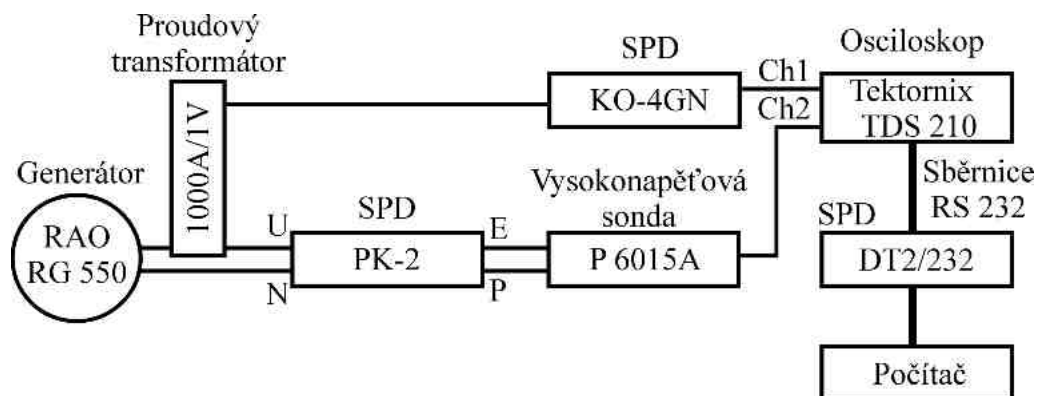 Proudový
transformátor
1000A/1V
SPD
KO-4GN
Ch1
Ch2
Osciloskop
Tektornix
TDS 210
Generátor
RAO
RG 550
U
N
SPD
PK-2
E
P
Vysokonapěťová
sonda
P 6015A
Sběrnice
RS 232
SPD
DT2/232
Počítač